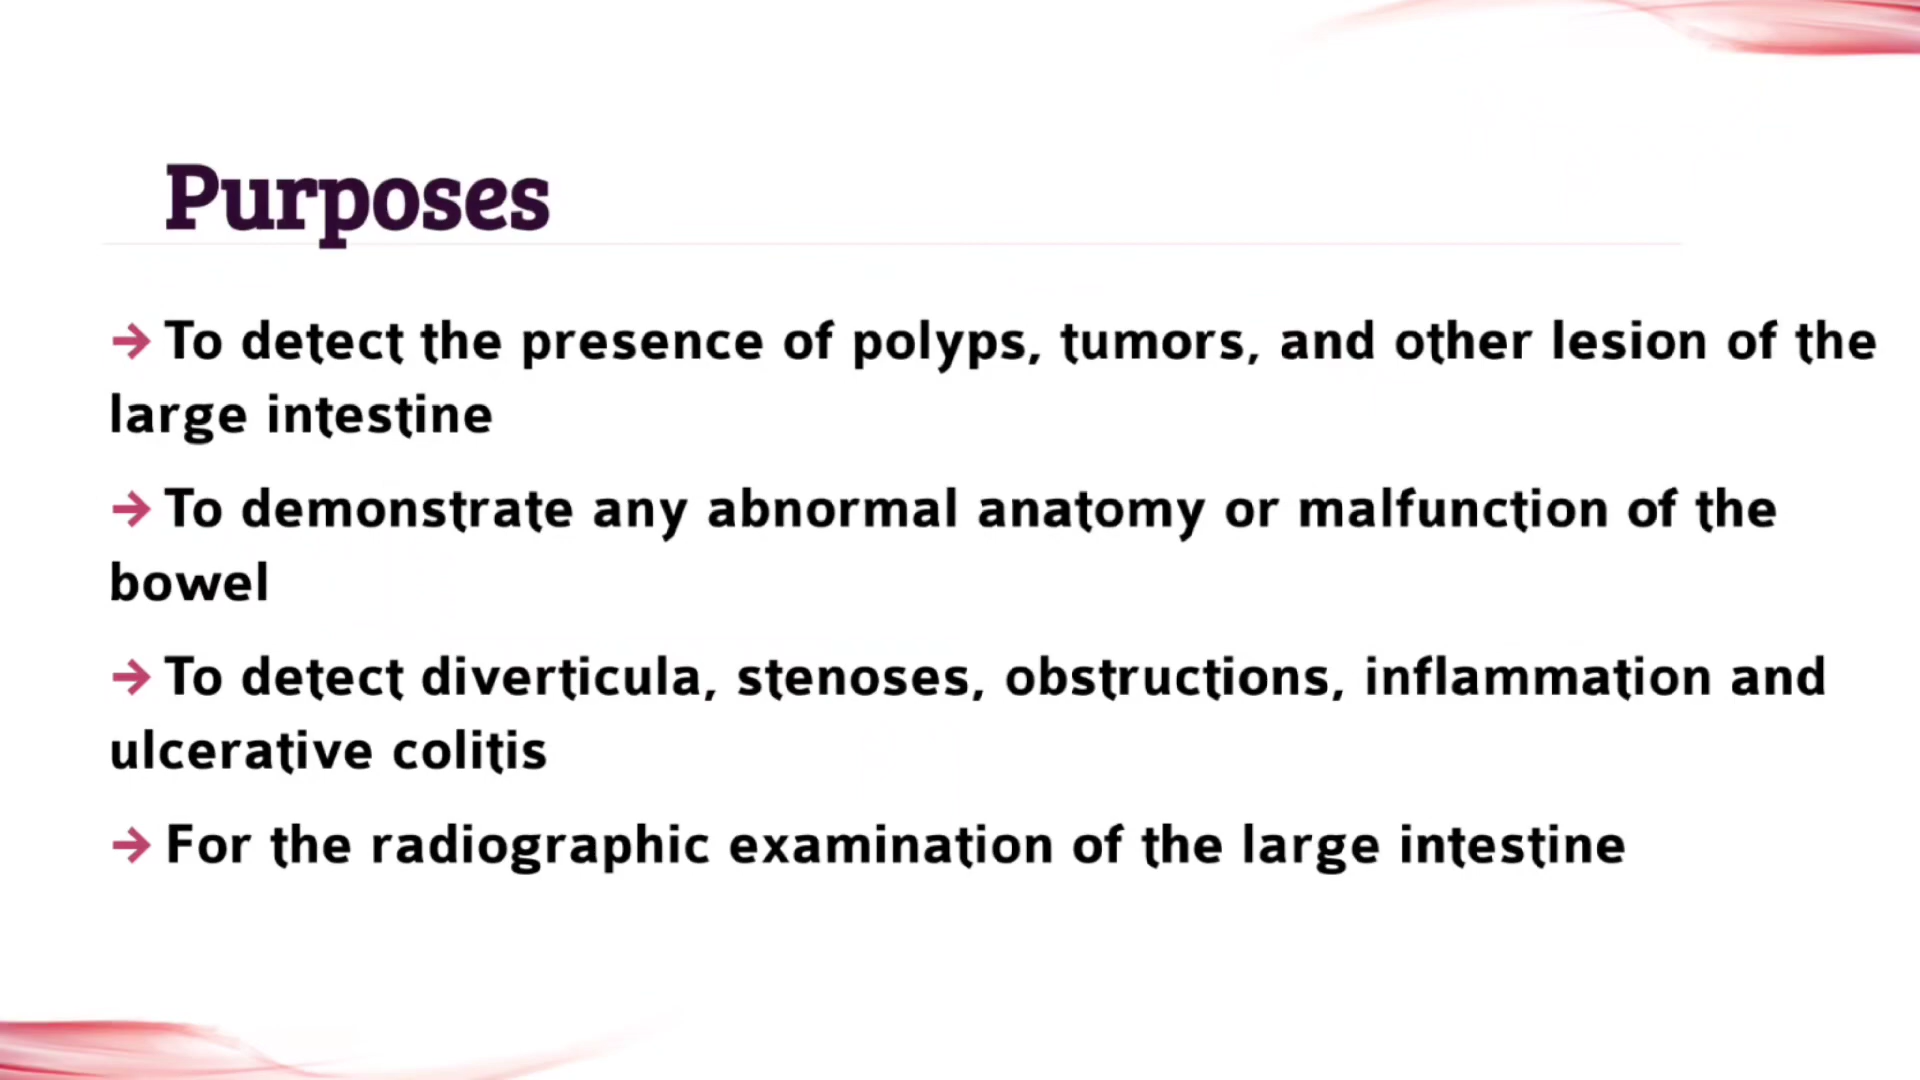 Purposes
→ To detect the presence of polyps, tumors, and other lesion of the
large intestine
→ To demonstrate any abnormal anatomy or malfunction of the
bowel
→ To detect diverticula, stenoses, obstructions, inflammation and
ulcerative colitis
→ For the radiographic examination of the large intestine